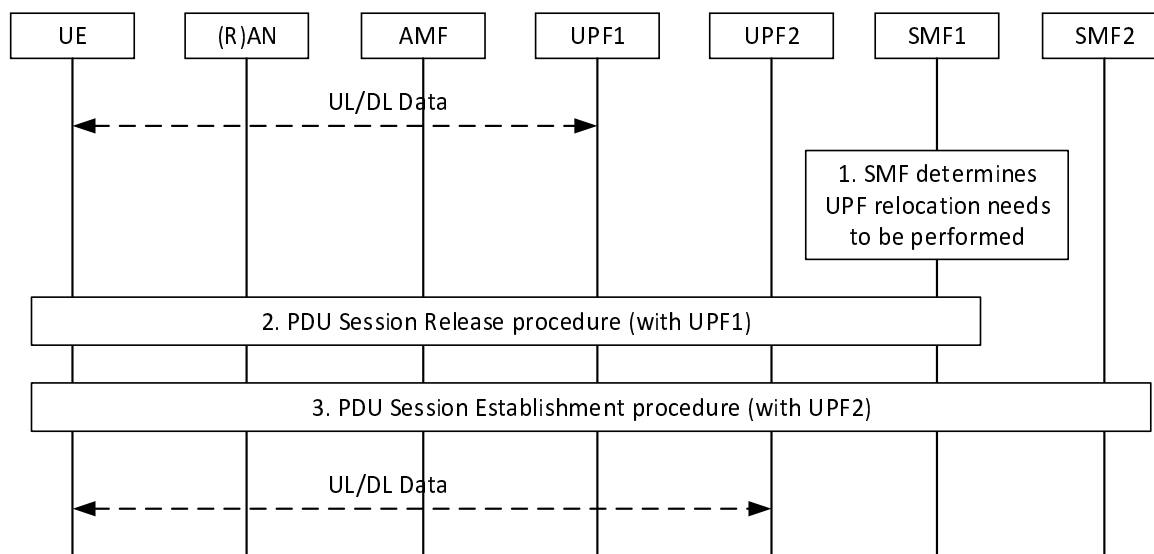 UE
(R)AN
AMF
UPF1
UPF2
SMF1
SMF2
UL/DL Data
1. SMF determines
UPF relocation needs
to be performed
2. PDU Session Release procedure (with UPF1)
3. PDU Session Establishment procedure (with UPF2)
UL/DL Data